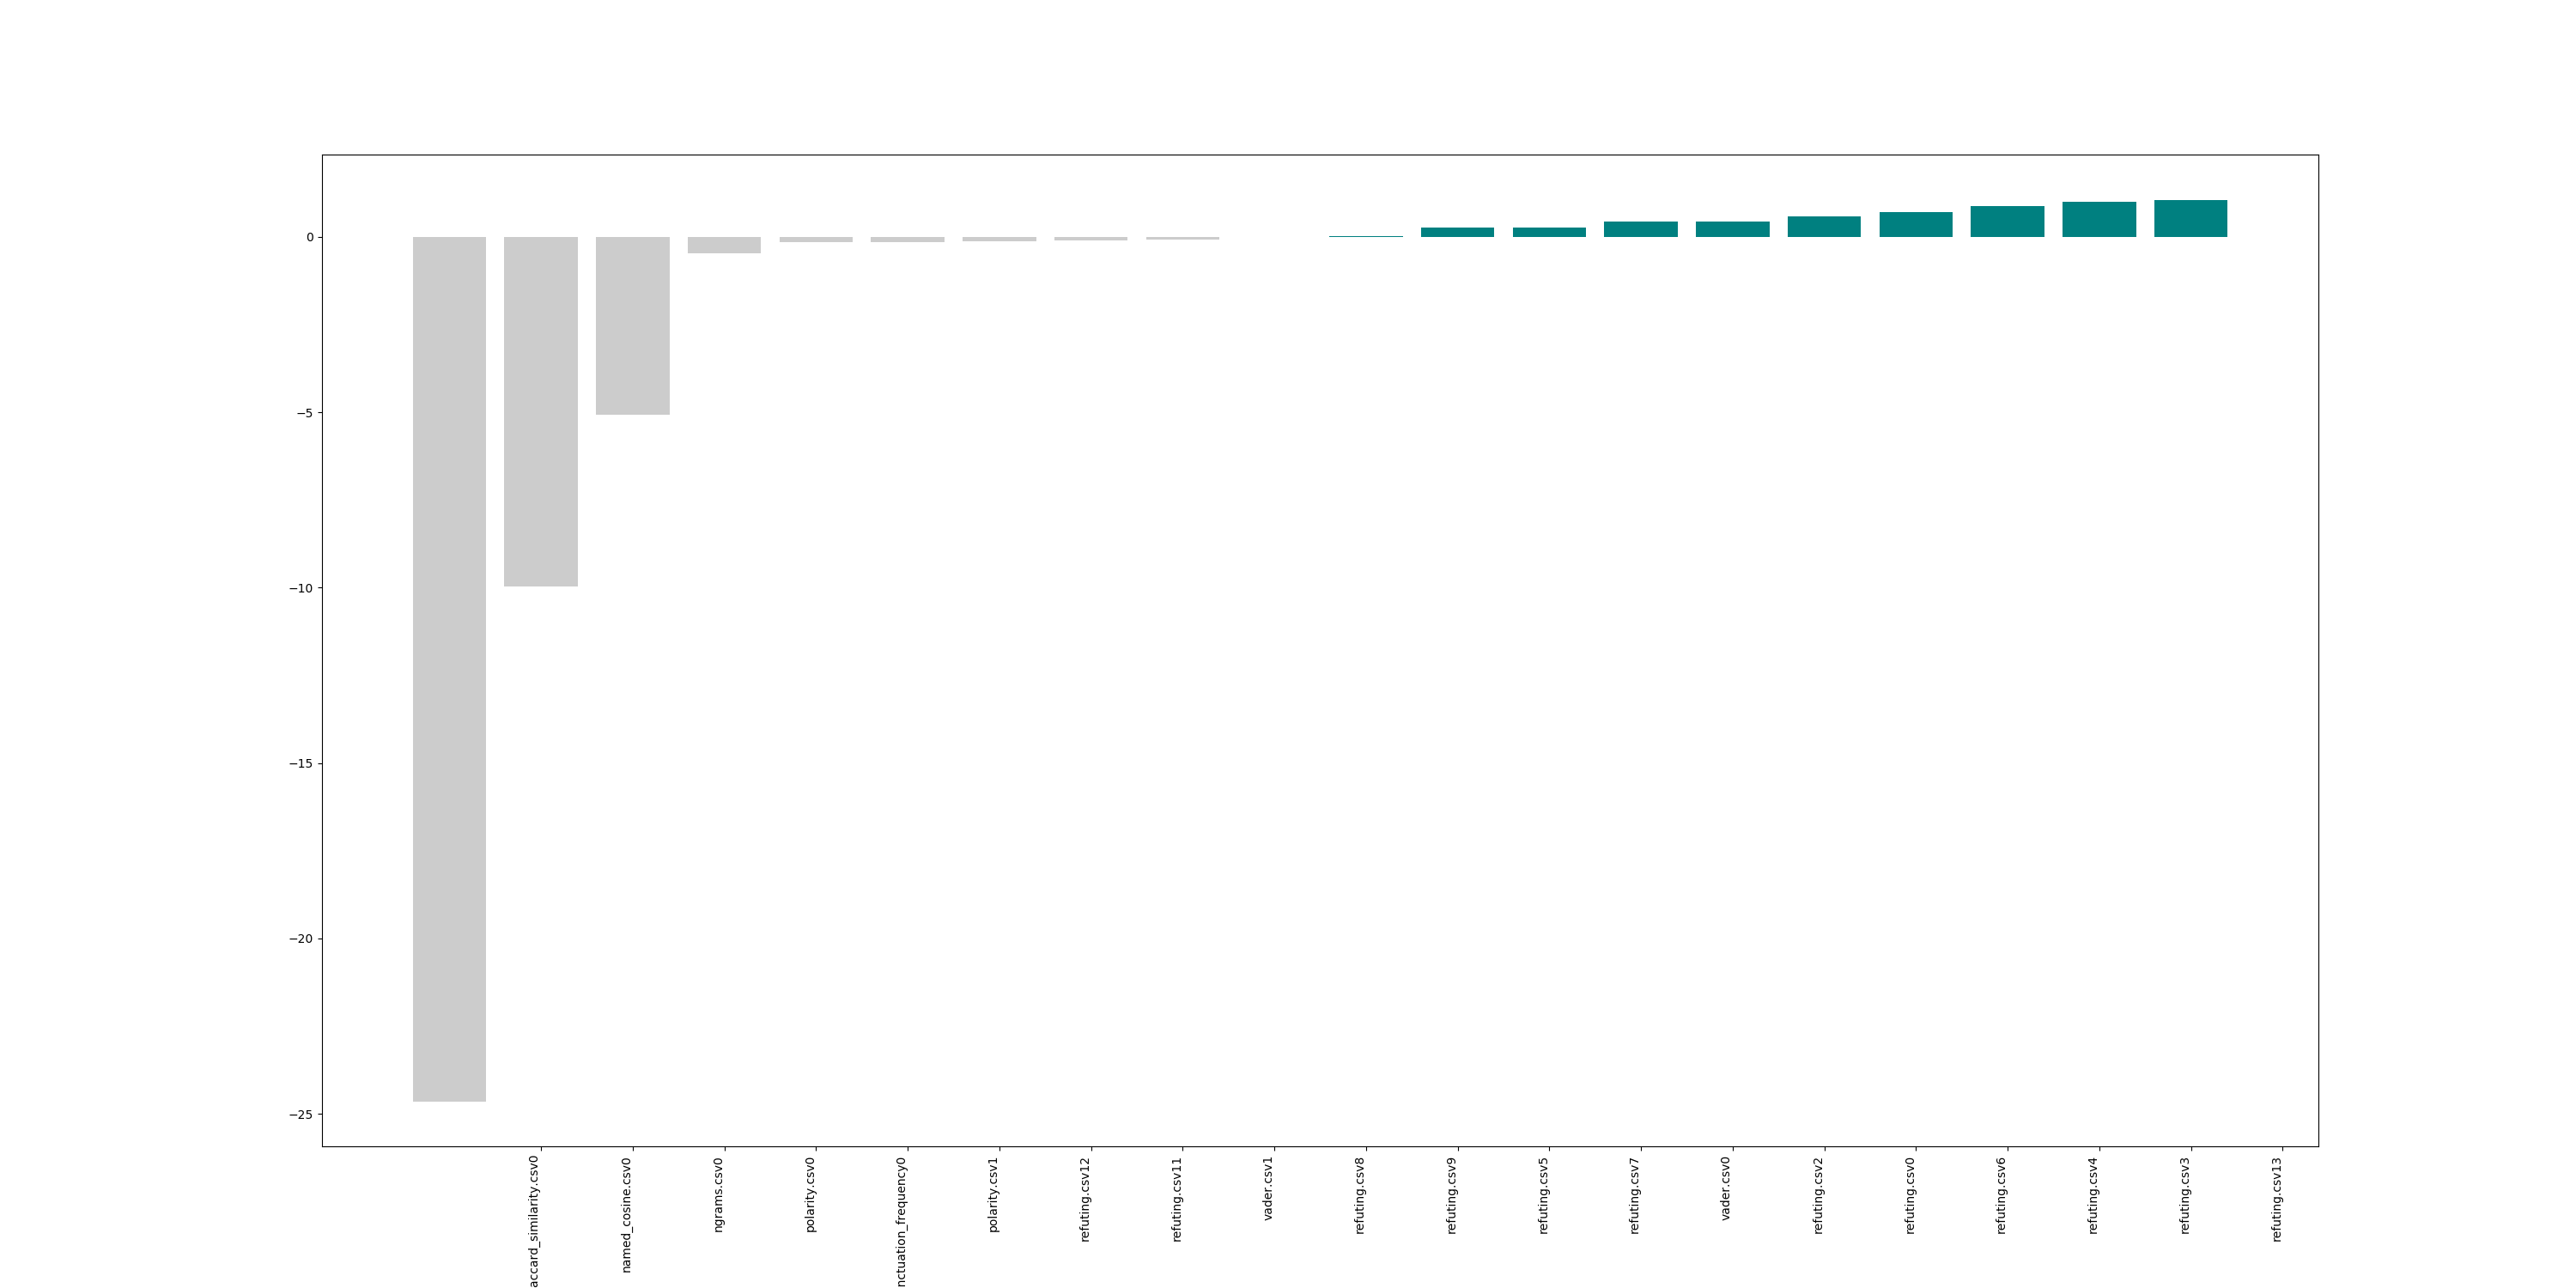 0
−5
−10
−15
−20
−25
accard_similarity.csv0
named_cosine.csv0
ngrams.csv0
polarity.csv0
nctuation_frequency0
polarity.csv1
refuting.csv12
refuting.csv11
vader.csv1
refuting.csv8
refuting.csv9
refuting.csv5
refuting.csv7
vader.csv0
refuting.csv2
refuting.csv0
refuting.csv6
refuting.csv4
refuting.csv3
refuting.csv13